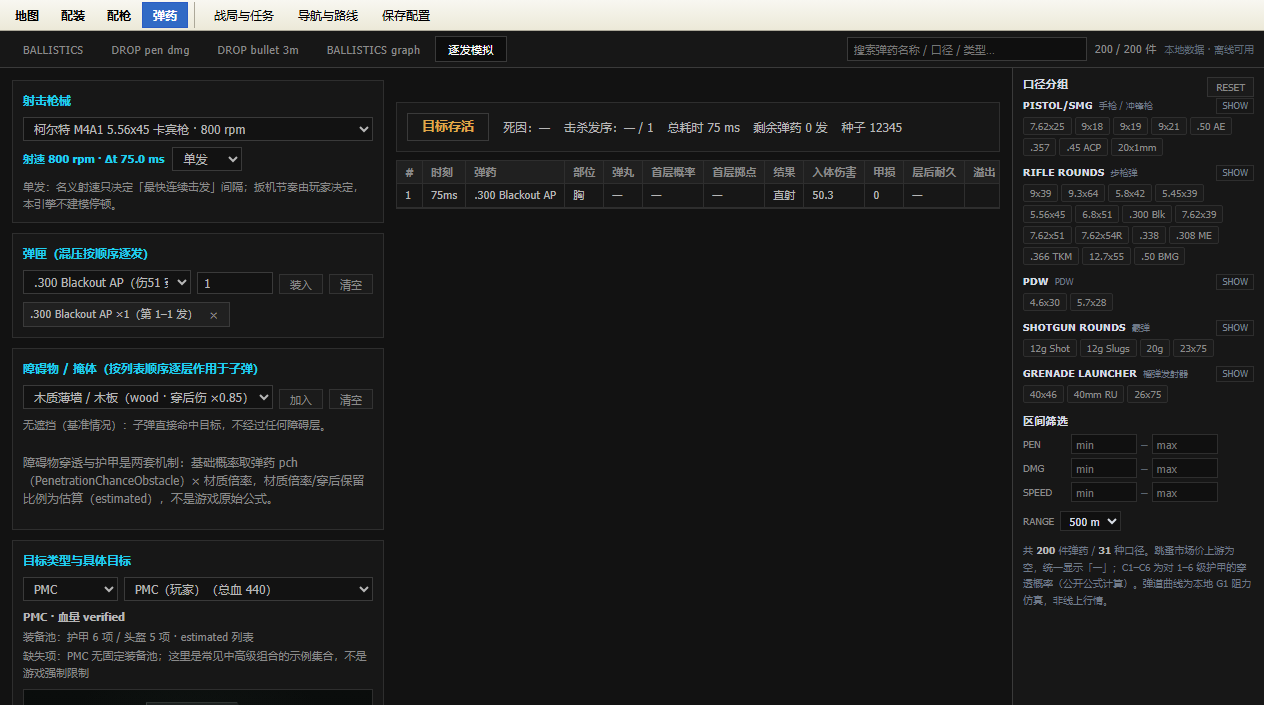 地图 配装 配枪 弹药 战局与任务 导航与路线 保存配置
BALLISTICS DROP pen dmg DROP bullet 3m BALLISTICS graph 逐发模拟 搜索弹药名称 / 口径 / 类型... 200 / 200 件 本地数据 · 离线可用
射击枪械
柯尔特 M4A1 5.56x45 卡宾枪 · 800 rpm
射速 800 rpm · Δt 75.0 ms 单发
单发：名义射速只决定「最快连续击发」间隔；扳机节奏由玩家决定，
本引擎不建模停顿。
弹匣（混压按顺序逐发）
.300 Blackout AP（伤51 1 装入 清空
.300 Blackout AP ×1（第 1–1 发） ×
障碍物 / 掩体（按列表顺序逐层作用于子弹）
木质薄墙 / 木板（wood · 穿后伤 ×0.85） 加入 清空
无遮挡（基准情况）：子弹直接命中目标，不经过任何障碍层。
障碍物穿透与护甲是两套机制：基础概率取弹药 pch
（PenetrationChanceObstacle）× 材质倍率，材质倍率/穿后保留
比例为估算（estimated），不是游戏原始公式。
目标类型与具体目标
PMC PMC（玩家）（总血 440）
PMC · 血量 verified
装备池：护甲 6 项 / 头盔 5 项 · estimated 列表
缺失项：PMC 无固定装备池；这里是常见中高级组合的示例集合，不是
游戏强制限制
目标存活 死因：— 击杀发序：— / 1 总耗时 75 ms 剩余弹药 0 发 种子 12345
# 时刻 弹药 部位 弹丸 首层概率 首层掷点 结果 入体伤害 甲损 层后耐久 溢出
1 75ms .300 Blackout AP 胸 — — — 直射 50.3 0 —
口径分组 RESET
PISTOL/SMG 手枪 / 冲锋枪 SHOW
7.62x25 9x18 9x19 9x21 .50 AE
.357 .45 ACP 20x1mm
RIFLE ROUNDS 步枪弹 SHOW
9x39 9.3x64 5.8x42 5.45x39
5.56x45 6.8x51 .300 Blk 7.62x39
7.62x51 7.62x54R .338 .308 ME
.366 TKM 12.7x55 .50 BMG
PDW PDW SHOW
4.6x30 5.7x28
SHOTGUN ROUNDS 霰弹 SHOW
12g Shot 12g Slugs 20g 23x75
GRENADE LAUNCHER 榴弹发射器 SHOW
40x46 40mm RU 26x75
区间筛选
PEN min – max
DMG min – max
SPEED min – max
RANGE 500 m
共 200 件弹药 / 31 种口径。跳蚤市场价上游为
空，统一显示「—」；C1–C6 为对 1–6 级护甲的穿
透概率（公开公式计算）。弹道曲线为本地 G1 阻力
仿真，非线上行情。